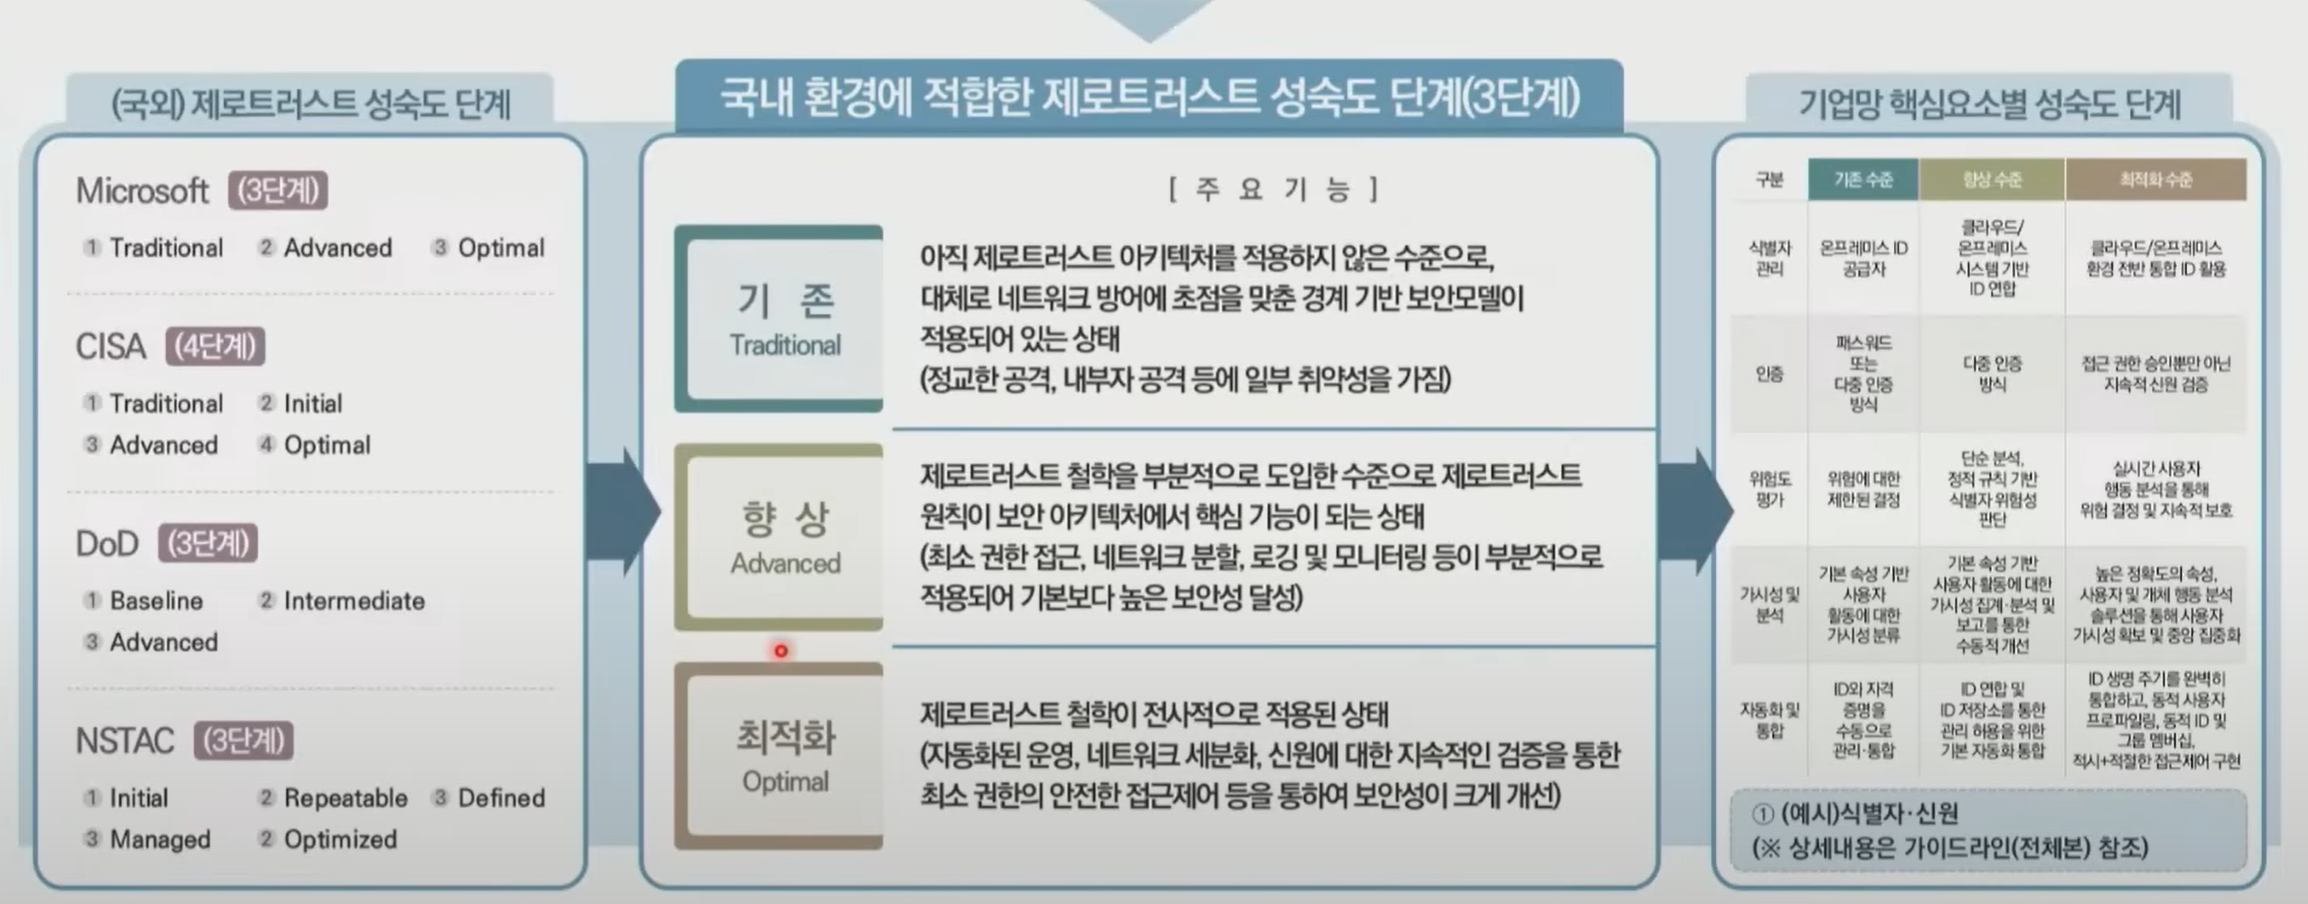 (국외) 제로트러스트 성숙도 단계
Microsoft (3단계)
1 Traditional 2 Advanced 3 Optimal
CISA (4단계)
1 Traditional 2 Initial
3 Advanced 4 Optimal
DoD (3단계)
1 Baseline 2 Intermediate
3 Advanced
NSTAC (3단계)
1 Initial 2 Repeatable 3 Defined
3 Managed 2 Optimized
국내 환경에 적합한 제로트러스트 성숙도 단계(3단계)
[ 주 요 기 능 ]
기 존
Traditional
아직 제로트러스트 아키텍처를 적용하지 않은 수준으로,
대체로 네트워크 방어에 초점을 맞춘 경계 기반 보안모델이
적용되어 있는 상태
(정교한 공격, 내부자 공격 등에 일부 취약성을 가짐)
향 상
Advanced
제로트러스트 철학을 부분적으로 도입한 수준으로 제로트러스트
원칙이 보안 아키텍처에서 핵심 기능이 되는 상태
(최소 권한 접근, 네트워크 분할, 로깅 및 모니터링 등이 부분적으로
적용되어 기본보다 높은 보안성 달성)
최적화
Optimal
제로트러스트 철학이 전사적으로 적용된 상태
(자동화된 운영, 네트워크 세분화, 신원에 대한 지속적인 검증을 통한
최소 권한의 안전한 접근제어 등을 통하여 보안성이 크게 개선)
기업망 핵심요소별 성숙도 단계
구분 기존 수준 향상 수준 최적화 수준
식별자
관리
온프레미스 ID
공급자
클라우드/
온프레미스
시스템 기반
ID 연합
클라우드/온프레미스
환경 전반 통합 ID 활용
인증
패스워드
또는
다중 인증
방식
다중 인증
방식
접근 권한 승인뿐만 아닌
지속적 신원 검증
위험도
평가
위험에 대한
제한된 결정
단순 분석,
정적 규칙 기반
식별자 위험성
판단
실시간 사용자
행동 분석을 통해
위험 결정 및 지속적 보호
가시성 및
분석
기본 속성 기반
사용자
활동에 대한
가시성 분류
기본 속성 기반
사용자 활동에 대한
가시성 집계·분석 및
보고를 통한
수동적 개선
높은 정확도의 속성,
사용자 및 개체 행동 분석
솔루션을 통해 사용자
가시성 확보 및 중앙 집중화
자동화 및
통합
ID와 자격
증명을
수동으로
관리·통합
ID 연합 및
ID 저장소를 통한
관리 허용을 위한
기본 자동화 통합
ID 생명 주기를 완벽히
통합하고, 동적 사용자
프로파일링, 동적 ID 및
그룹 멤버십,
적시+적절한 접근제어 구현
① (예시)식별자·신원
(※ 상세내용은 가이드라인(전체본) 참조)